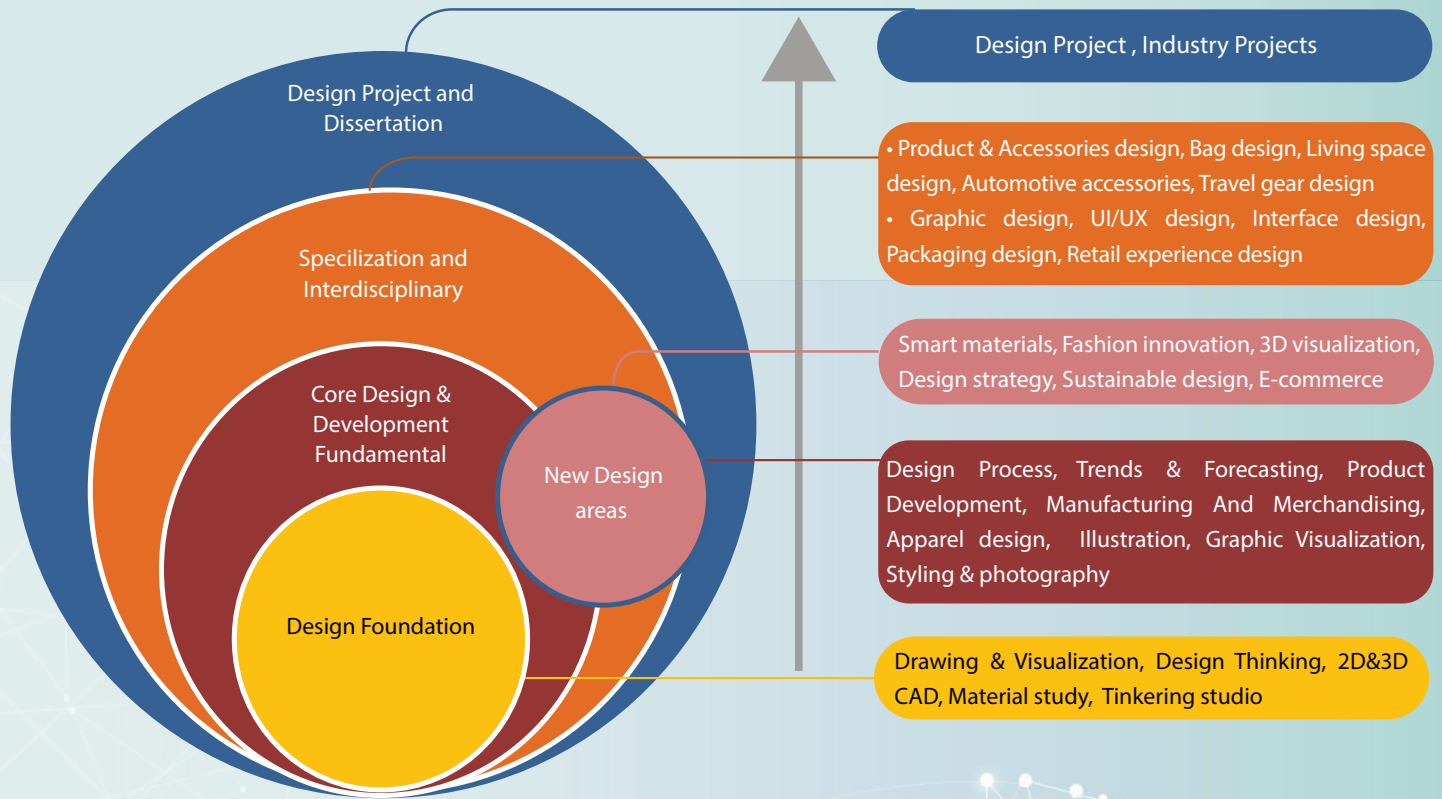 Design Project and
Dissertation
Specilization and
Interdisciplinary
Core Design &
Development
Fundamental
New Design
areas
Design Foundation
Design Project , Industry Projects
• Product & Accessories design, Bag design, Living space
design, Automotive accessories, Travel gear design
• Graphic design, UI/UX design, Interface design,
Packaging design, Retail experience design
Smart materials, Fashion innovation, 3D visualization,
Design strategy, Sustainable design, E-commerce
Design Process, Trends & Forecasting, Product
Development, Manufacturing And Merchandising,
Apparel design, Illustration, Graphic Visualization,
Styling & photography
Drawing & Visualization, Design Thinking, 2D&3D
CAD, Material study, Tinkering studio